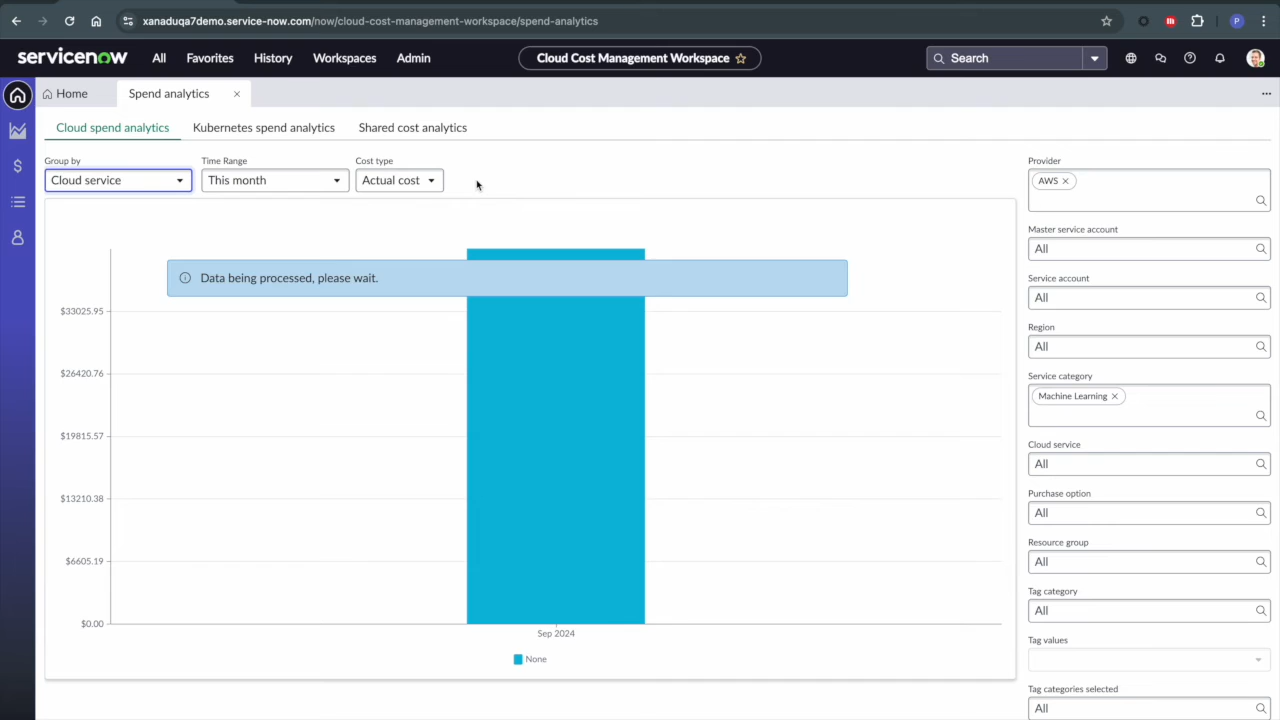 xanaduqa7demo.service-now.com/now/cloud-cost-management-workspace/spend-analytics
P
servicenow
All
Favorites
History
Workspaces
Admin
Cloud Cost Management Workspace
Search
Home
Spend analytics
Cloud spend analytics
Kubernetes spend analytics
Shared cost analytics
Group by
Cloud service
Time Range
This month
Cost type
Actual cost
Data being processed, please wait.
$33025.95
$26420.76
$19815.57
$13210.38
$6605.19
$0.00
Sep 2024
None
Provider
AWS
Master service account
All
Service account
All
Region
All
Service category
Machine Learning
Cloud service
All
Purchase option
All
Resource group
All
Tag category
All
Tag values
Tag categories selected
All